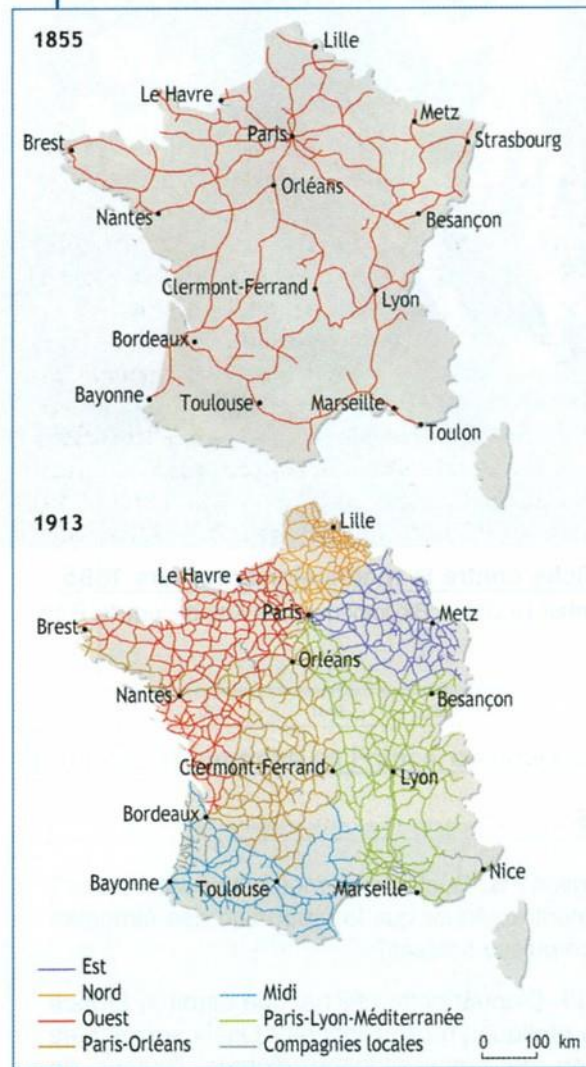 1855
Lille
Le Havre
Metz
Paris
Strasbourg
Brest
Orléans
Nantes
Besançon
Clermont-Ferrand
Lyon
Bordeaux
Bayonne
Toulouse
Marseille
Toulon
1913
Lille
Le Havre
Paris
Metz
Brest
Orléans
Nantes
Besançon
Clermont-Ferrand
Lyon
Bordeaux
Nice
Bayonne
Toulouse
Marseille
Est
Nord
Midi
Ouest
Paris-Lyon-Méditerranée
Paris-Orléans
Compagnies locales
0 100 km